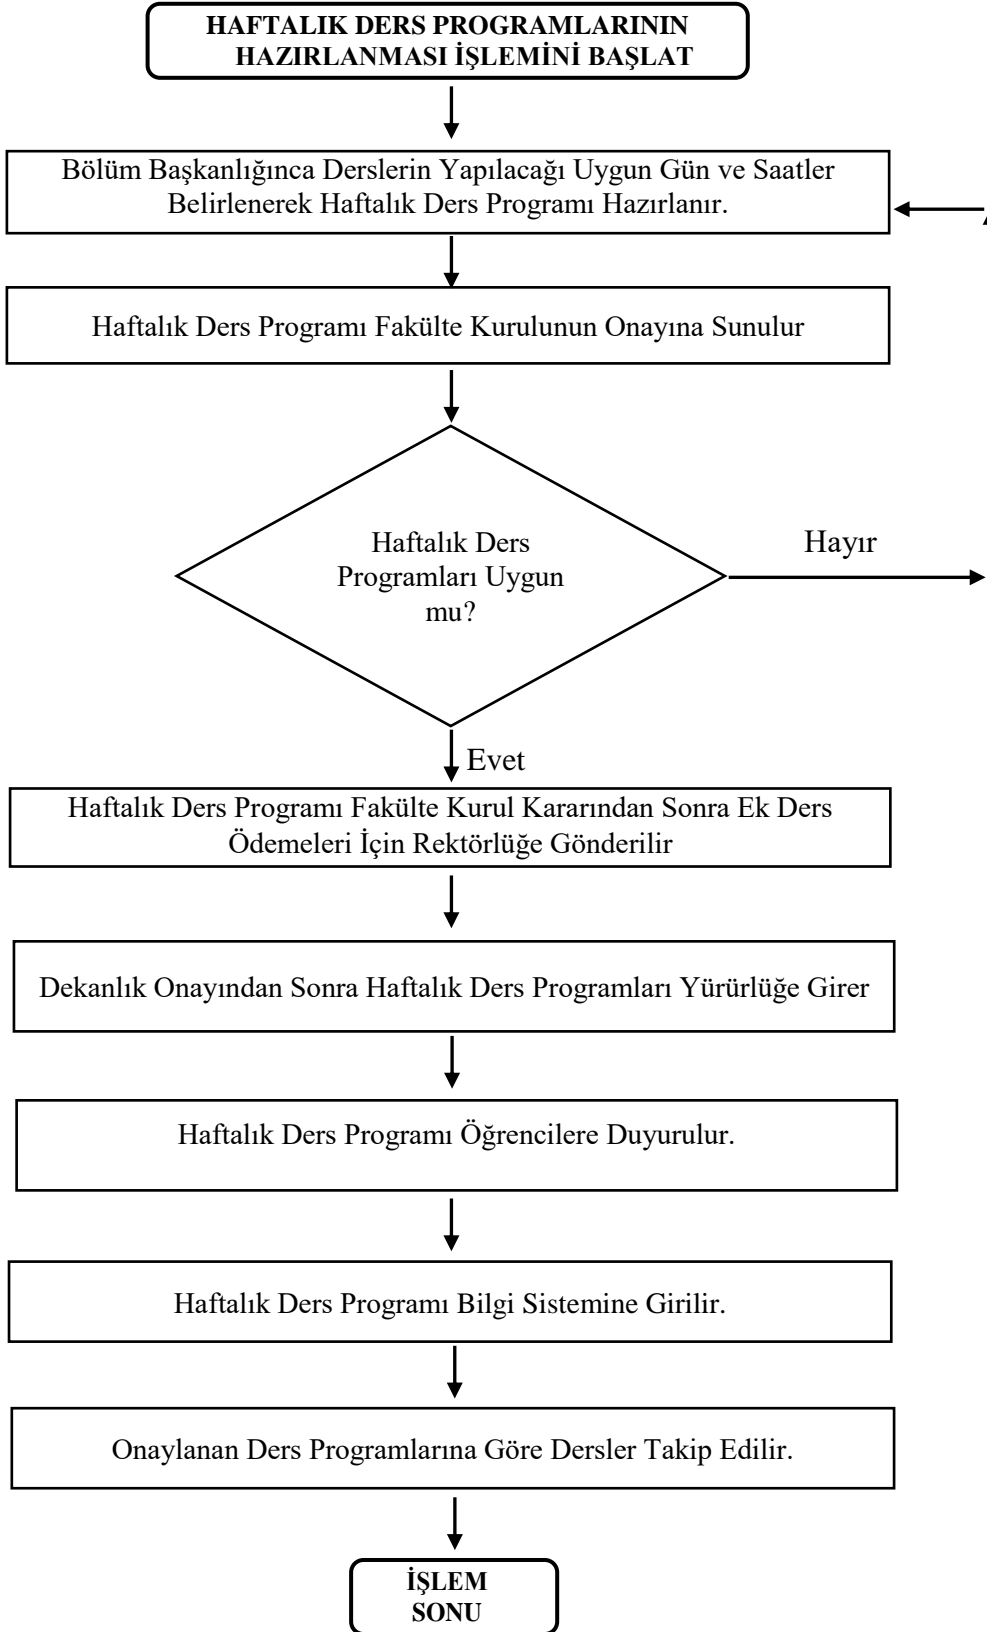 HAFTALIK DERS PROGRAMLARININ
HAZIRLANMASI İŞLEMİNİ BAŞLAT
Bölüm Başkanlığınca Derslerin Yapılacağı Uygun Gün ve Saatler
Belirlenerek Haftalık Ders Programı Hazırlanır.
Haftalık Ders Programı Fakülte Kurulunun Onayına Sunulur
Haftalık Ders
Programları Uygun
mu?
Hayır
Evet
Haftalık Ders Programı Fakülte Kurul Kararından Sonra Ek Ders
Ödemeleri İçin Rektörlüğe Gönderilir
Dekanlık Onayından Sonra Haftalık Ders Programları Yürürlüğe Girer
Haftalık Ders Programı Öğrencilere Duyurulur.
Haftalık Ders Programı Bilgi Sistemine Girilir.
Onaylanan Ders Programlarına Göre Dersler Takip Edilir.
İŞLEM
SONU